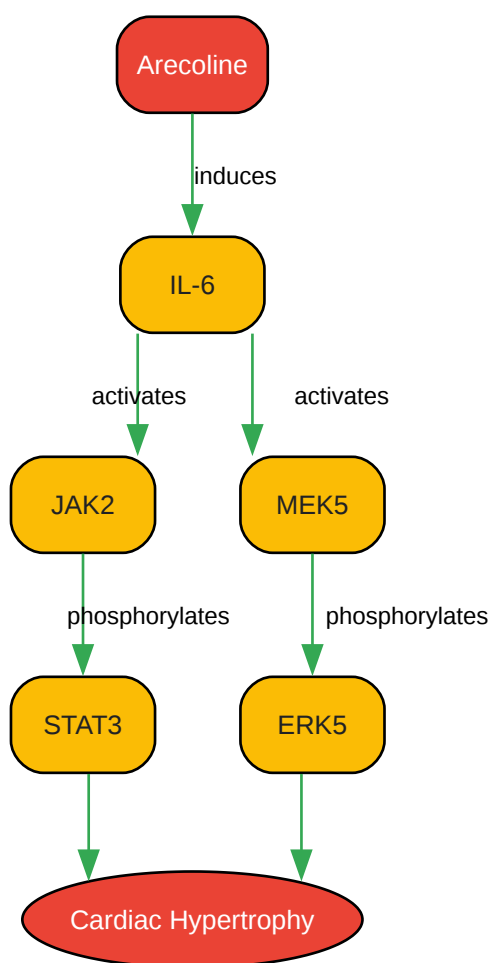 Arecoline
induces
IL-6
activates
activates
JAK2
MEK5
phosphorylates
phosphorylates
STAT3
ERK5
Cardiac Hypertrophy